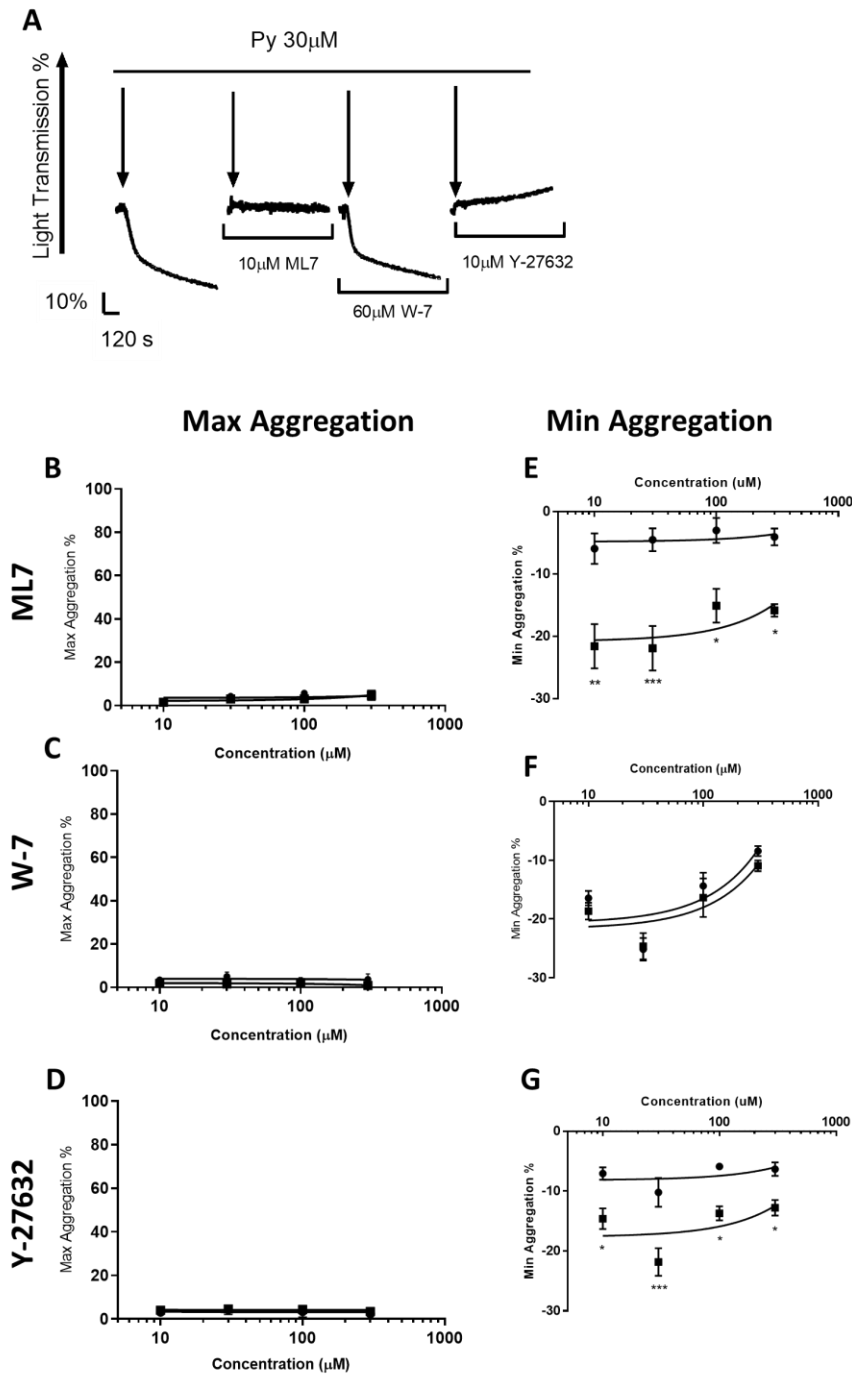 A
Py 30μM
Light Transmission %
10μM ML7
60μM W-7
10μM Y-27632
10%
120 s
Max Aggregation
Min Aggregation
ML7
B
Max Aggregation %
100
80
60
40
20
0
10
100
1000
Concentration (μM)
E
Concentration (uM)
10
100
1000
Min Aggregation %
0
-10
-20
-30
**
***
*
*
W-7
C
Max Aggregation %
100
80
60
40
20
0
10
100
1000
Concentration (μM)
F
Concentration (μM)
10
100
1000
Min Aggregation %
0
-10
-20
-30
Y-27632
D
Max Aggregation %
100
80
60
40
20
0
10
100
1000
Concentration (μM)
G
Concentration (uM)
10
100
1000
Min Aggregation %
0
-10
-20
-30
*
***
*
*